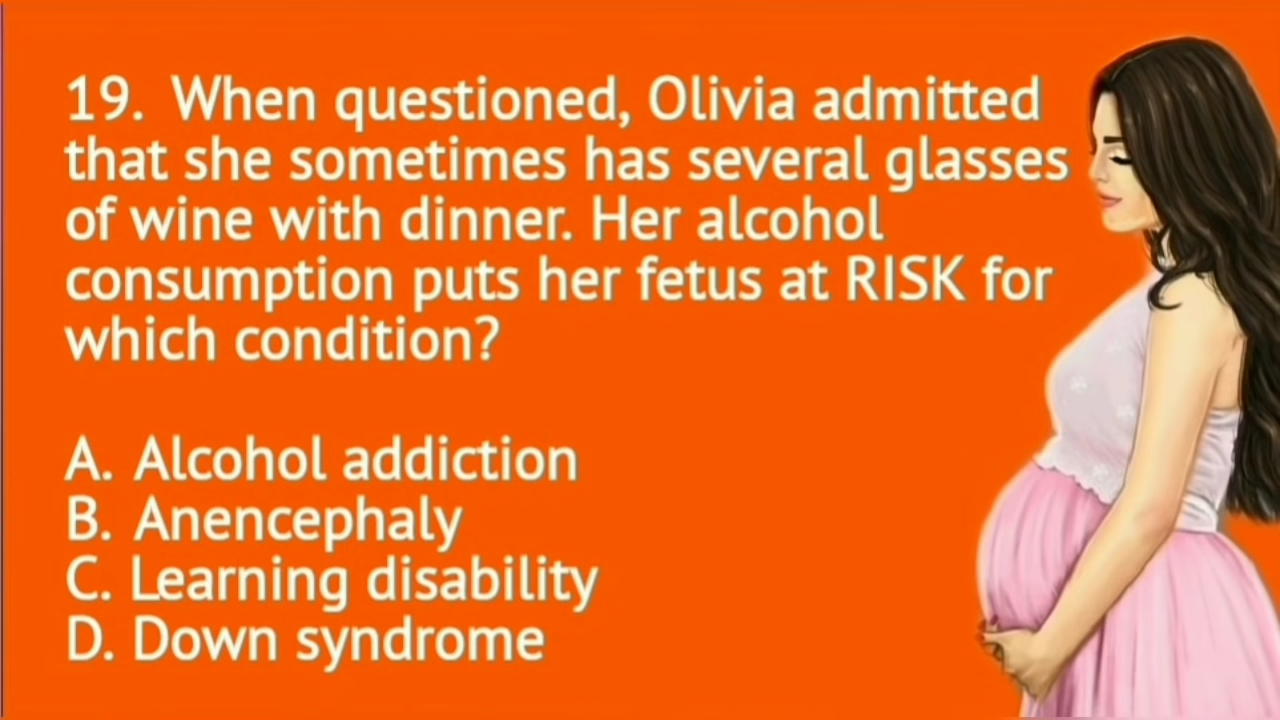 19. When questioned, Olivia admitted
that she sometimes has several glasses
of wine with dinner. Her alcohol
consumption puts her fetus at RISK for
which condition?
A. Alcohol addiction
B. Anencephaly
C. Learning disability
D. Down syndrome